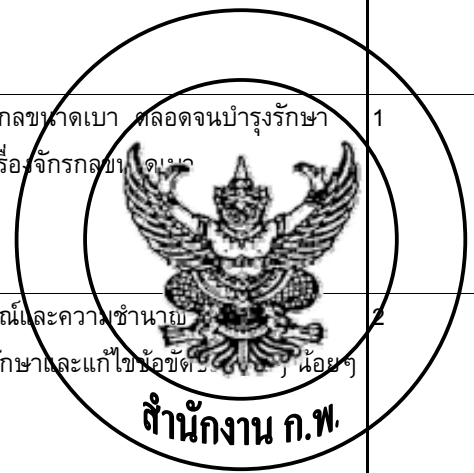 กลขนาดเบา ตลอดจนบำรุงรักษา 1
รื่องจักรกลขนาดเบา
ณ์และความชำนาญ 2
รักษาและแก้ไขข้อขัด น้อยๆ
สำนักงาน ก.พ.